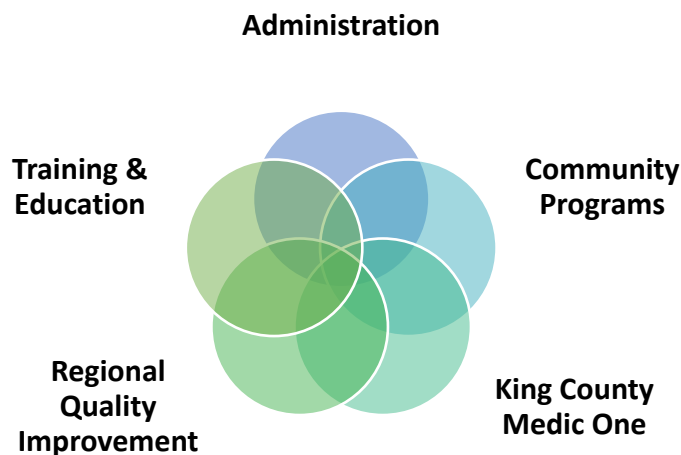 Administration
Training &
Education
Community
Programs
Regional
Quality
Improvement
King County
Medic One